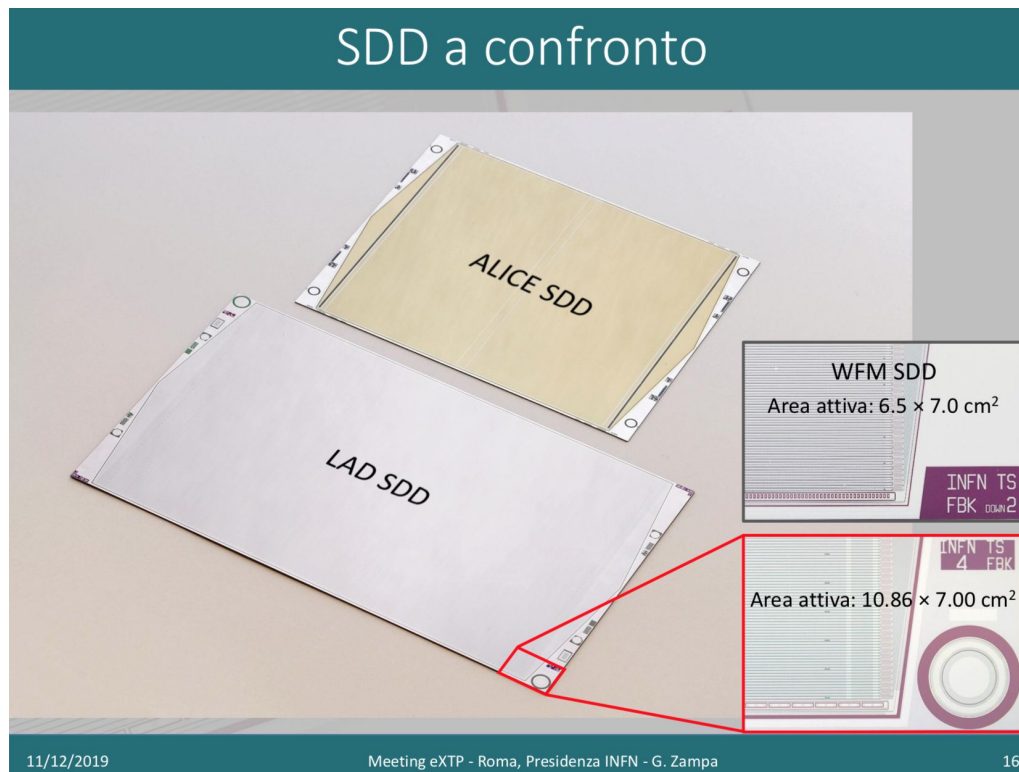 SDD a confronto
ALICE SDD
LAD SDD
WFM SDD
Area attiva: 6.5 × 7.0 cm²
INFN TS
FBK DOWN 2
INFN TS
4 FBK
Area attiva: 10.86 × 7.00 cm²
11/12/2019
Meeting eXTP - Roma, Presidenza INFN - G. Zampa
16